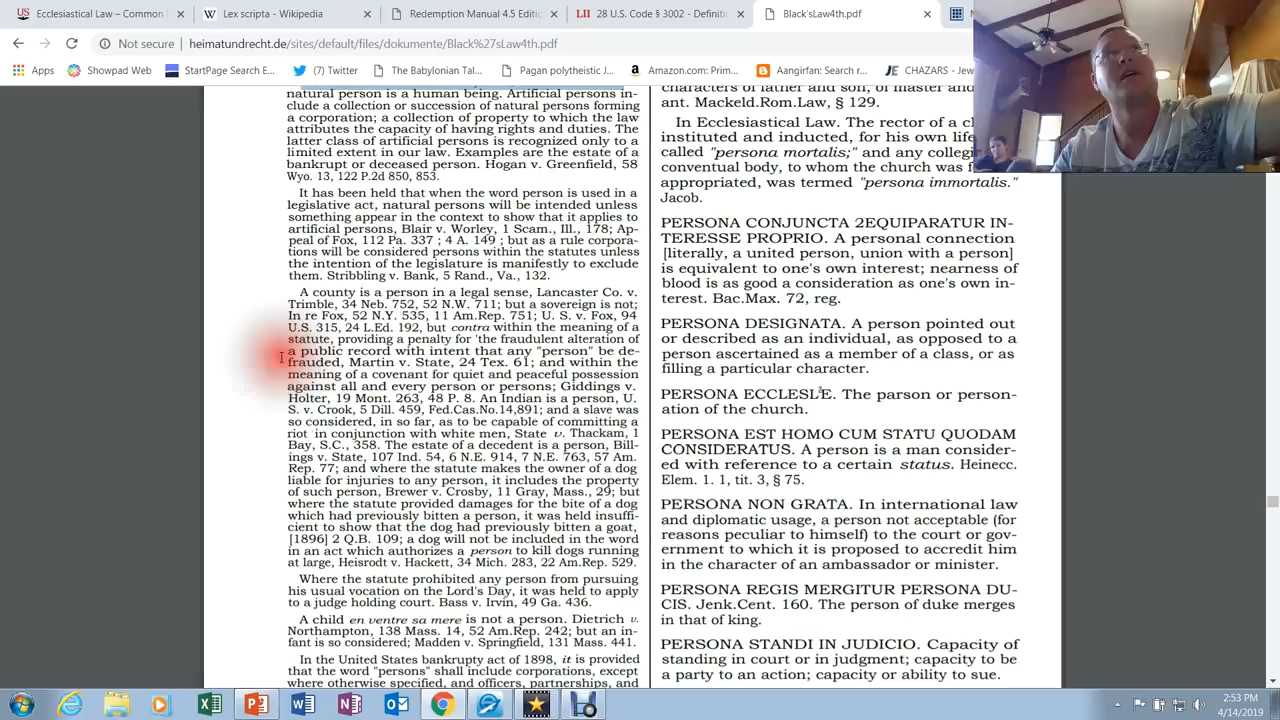 Ecclesiastical Law – Common
Lex scripta - Wikipedia
Redemption Manual 4.5 Edition
28 U.S. Code § 3002 - Definiti
Black'sLaw4th.pdf
Not secure
heimatundrecht.de/sites/default/files/dokumente/Black%27sLaw4th.pdf
Apps
Showpad Web
StartPage Search E...
(7) Twitter
The Babylonian Tal...
Pagan polytheistic J...
Amazon.com: Prim...
Aangirfan: Search r...
CHAZARS - Jew
natural person is a human being. Artificial persons in-
clude a collection or succession of natural persons forming
a corporation; a collection of property to which the law
attributes the capacity of having rights and duties. The
latter class of artificial persons is recognized only to a
limited extent in our law. Examples are the estate of a
bankrupt or deceased person. Hogan v. Greenfield, 58
Wyo. 13, 122 P.2d 850, 853.
It has been held that when the word person is used in a
legislative act, natural persons will be intended unless
something appear in the context to show that it applies to
artificial persons, Blair v. Worley, 1 Scam., Ill., 178; Ap-
peal of Fox, 112 Pa. 337 ; 4 A. 149 ; but as a rule corpora-
tions will be considered persons within the statutes unless
the intention of the legislature is manifestly to exclude
them. Stribbling v. Bank, 5 Rand., Va., 132.
A county is a person in a legal sense, Lancaster Co. v.
Trimble, 34 Neb. 752, 52 N.W. 711; but a sovereign is not;
In re Fox, 52 N.Y. 535, 11 Am.Rep. 751; U. S. v. Fox, 94
U.S. 315, 24 L.Ed. 192, but contra within the meaning of a
statute, providing a penalty for 'the fraudulent alteration of
a public record with intent that any "person" be de-
frauded, Martin v. State, 24 Tex. 61; and within the
meaning of a covenant for quiet and peaceful possession
against all and every person or persons; Giddings v.
Holter, 19 Mont. 263, 48 P. 8. An Indian is a person, U.
S. v. Crook, 5 Dill. 459, Fed.Cas.No.14,891; and a slave was
so considered, in so far, as to be capable of committing a
riot in conjunction with white men, State v. Thackam, 1
Bay, S.C., 358. The estate of a decedent is a person, Bill-
ings v. State, 107 Ind. 54, 6 N.E. 914, 7 N.E. 763, 57 Am.
Rep. 77; and where the statute makes the owner of a dog
liable for injuries to any person, it includes the property
of such person, Brewer v. Crosby, 11 Gray, Mass., 29; but
where the statute provided damages for the bite of a dog
which had previously bitten a person, it was held insuffi-
cient to show that the dog had previously bitten a goat,
[1896] 2 Q.B. 109; a dog will not be included in the word
in an act which authorizes a person to kill dogs running
at large, Heisrodt v. Hackett, 34 Mich. 283, 22 Am.Rep. 529.
Where the statute prohibited any person from pursuing
his usual vocation on the Lord's Day, it was held to apply
to a judge holding court. Bass v. Irvin, 49 Ga. 436.
A child en ventre sa mere is not a person. Dietrich v.
Northampton, 138 Mass. 14, 52 Am.Rep. 242; but an in-
fant is so considered; Madden v. Springfield, 131 Mass. 441.
In the United States bankrupty act of 1898, it is provided
that the word "persons" shall include corporations, except
where otherwise specified, and officers, partnerships, and
characters of father and son, of master and
ant. Mackeld.Rom.Law, § 129.
In Ecclesiastical Law. The rector of a
instituted and inducted, for his own life
called "persona mortalis;" and any colleg
conventual body, to whom the church was
appropriated, was termed "persona immortalis."
Jacob.
PERSONA CONJUNCTA 2EQUIPARATUR IN-
TERESSE PROPRIO. A personal connection
[literally, a united person, union with a person]
is equivalent to one's own interest; nearness of
blood is as good a consideration as one's own in-
terest. Bac.Max. 72, reg.
PERSONA DESIGNATA. A person pointed out
or described as an individual, as opposed to a
person ascertained as a member of a class, or as
filling a particular character.
PERSONA ECCLESLE. The parson or person-
ation of the church.
PERSONA EST HOMO CUM STATU QUODAM
CONSIDERATUS. A person is a man consider-
ed with reference to a certain status. Heinecc.
Elem. 1. 1, tit. 3, § 75.
PERSONA NON GRATA. In international law
and diplomatic usage, a person not acceptable (for
reasons peculiar to himself) to the court or gov-
ernment to which it is proposed to accredit him
in the character of an ambassador or minister.
PERSONA REGIS MERGITUR PERSONA DU-
CIS. Jenk.Cent. 160. The person of duke merges
in that of king.
PERSONA STANDI IN JUDICIO. Capacity of
standing in court or in judgment; capacity to be
a party to an action; capacity or ability to sue.
2:53 PM
4/14/2019